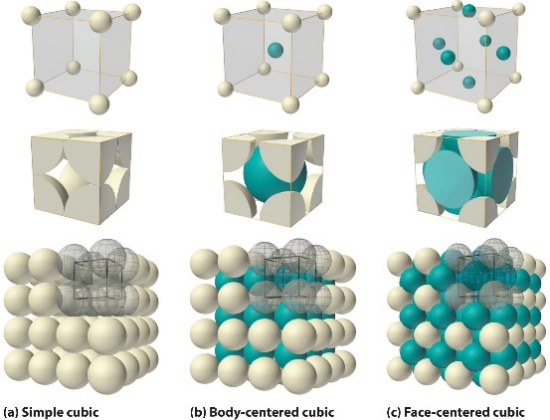 (a) Simple cubic
(b) Body-centered cubic
(c) Face-centered cubic